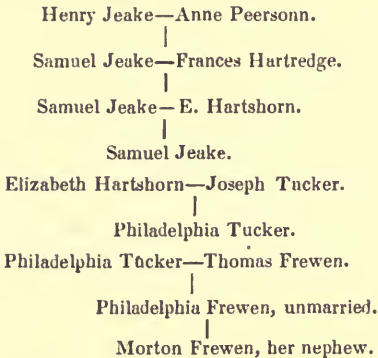 Henry Jeake—Anne Peersonn.
Samuel Jeake—Frances Hartredge.
Samuel Jeake—E. Hartshorn.
Samuel Jeake.
Elizabeth Hartshorn—Joseph Tucker.
Philadelphia Tucker.
Philadelphia Tucker—Thomas Frewen.
Philadelphia Frewen, unmarried.
Morton Frewen, her nephew.